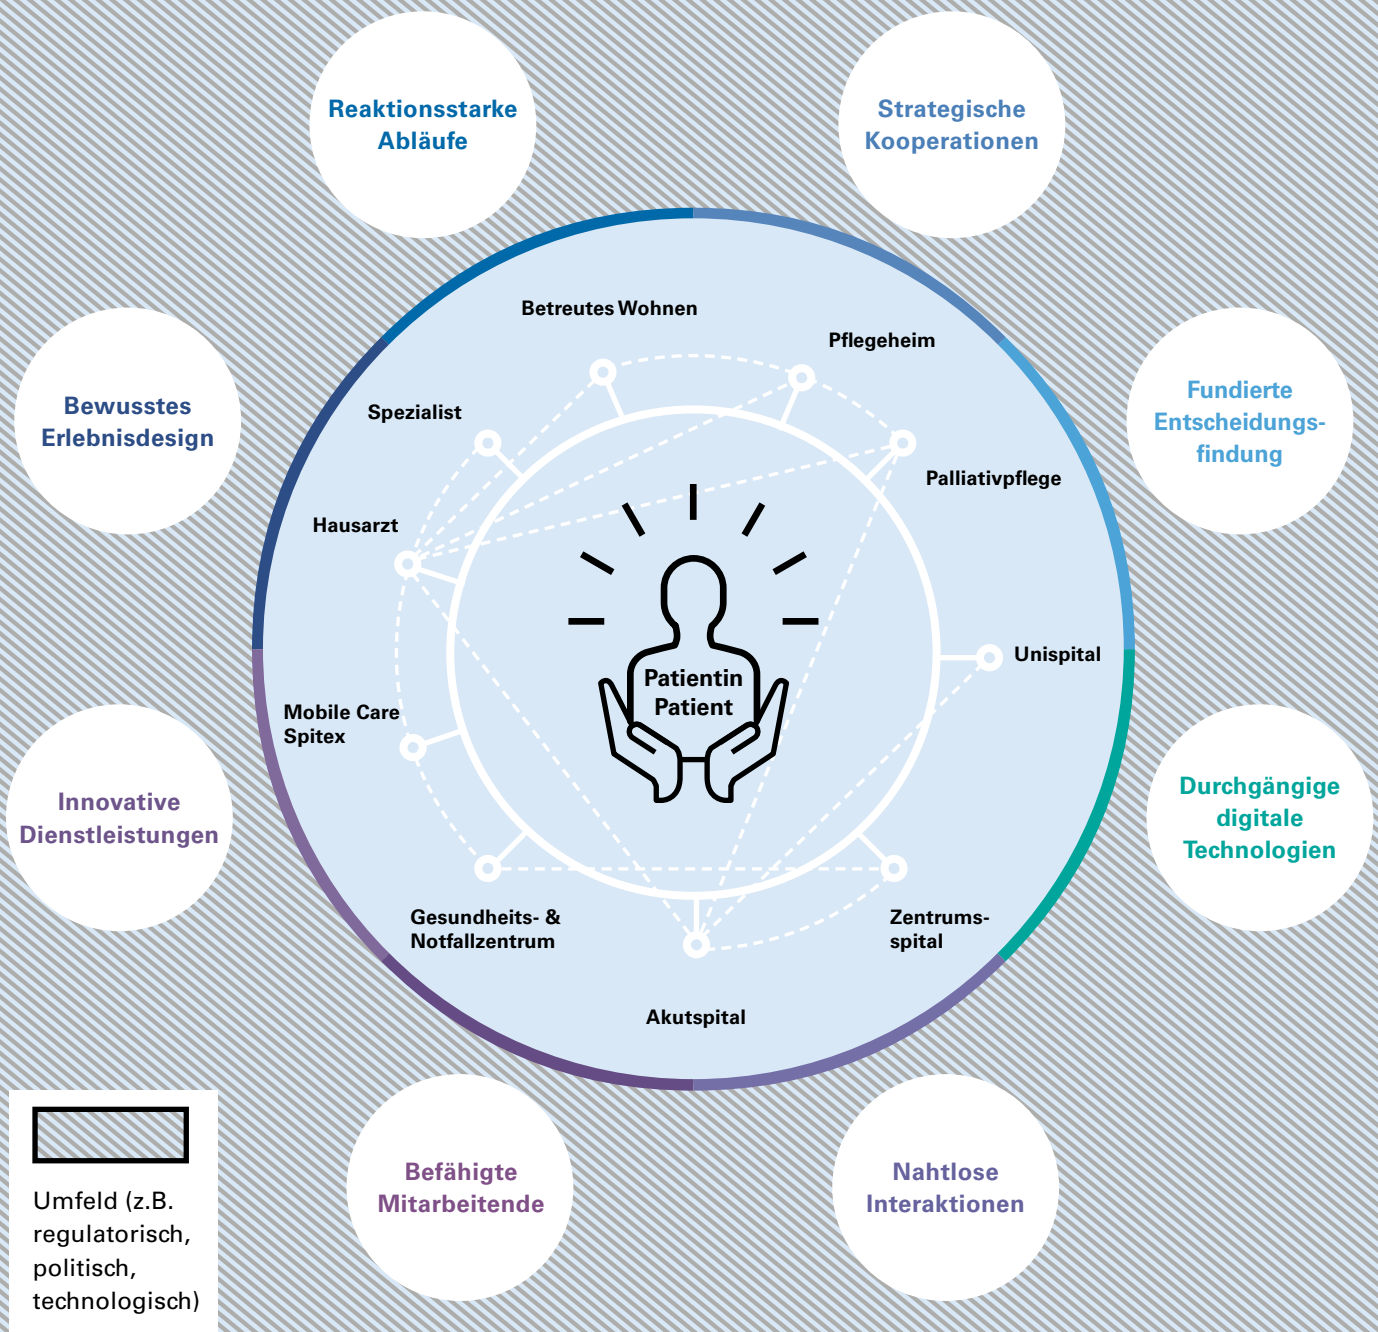 Reaktionsstarke
Abläufe
Strategische
Kooperationen
Betreutes Wohnen
Pflegeheim
Bewusstes
Erlebnisdesign
Spezialist
Fundierte
Entscheidungs-
findung
Palliativpflege
Hausarzt
Patientin
Patient
Unispital
Mobile Care
Spitex
Innovative
Dienstleistungen
Durchgängige
digitale
Technologien
Gesundheits- &
Notfallzentrum
Zentrums-
spital
Akutspital
Befähigte
Mitarbeitende
Nahtlose
Interaktionen
Umfeld (z.B.
regulatorisch,
politisch,
technologisch)